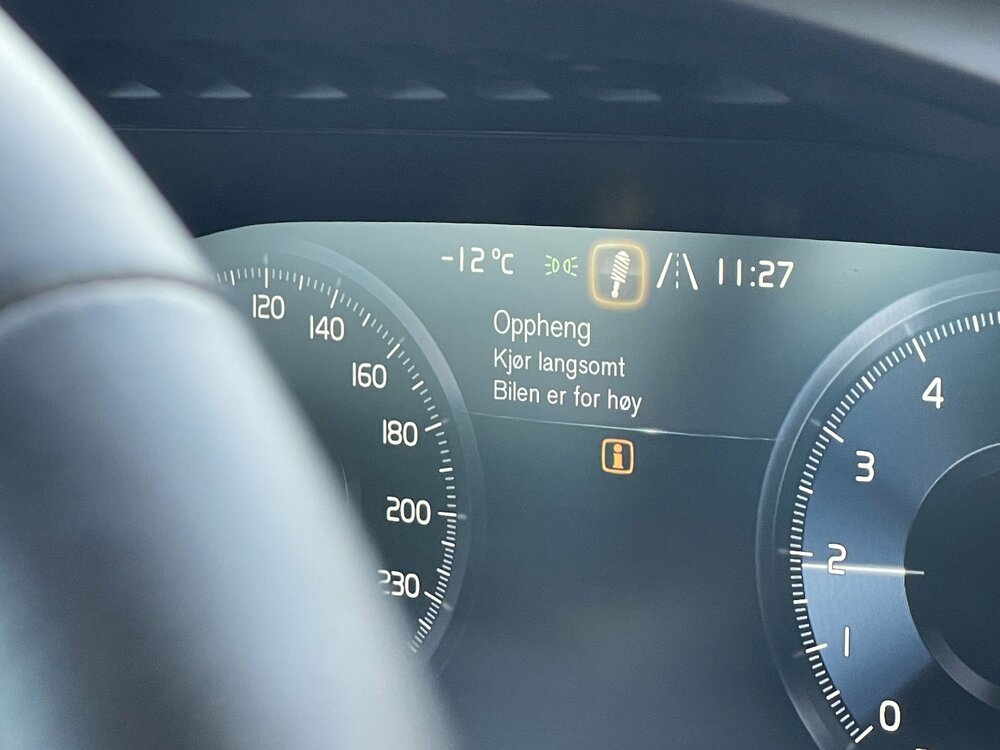 -12°C 11:27
Oppheng
Kjør langsomt
Bilen er for høy
i
120
140
160
180
200
230
4
3
2
1
0